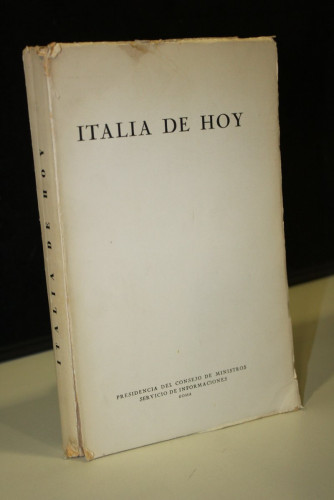 ITALIA DE HOY
ITALIA DE HOY
PRESIDENCIA DEL CONSEJO DE MINISTROS
SERVICIO DE INFORMACIONES
ROMA